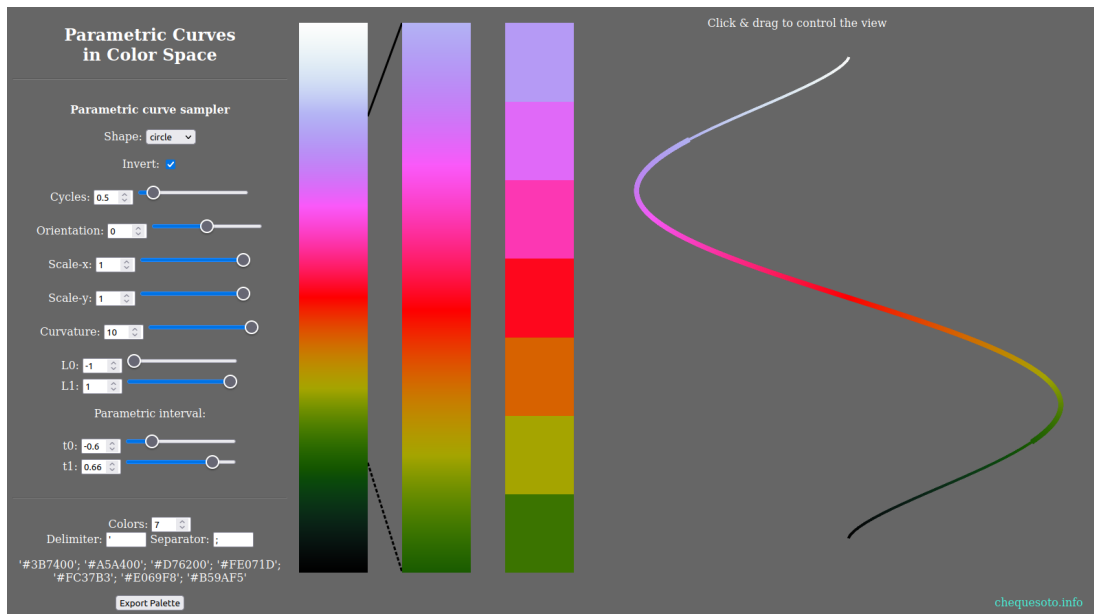 Parametric Curves
in Color Space
Parametric curve sampler
Shape: circle
Invert:
Cycles: 0.5
Orientation: 0
Scale-x: 1
Scale-y: 1
Curvature: 10
L0: -1
L1: 1
Parametric interval:
t0: -0.6
t1: 0.66
Colors: 7
Delimiter: ' Separator: ;
'#3B7400'; '#A5A400'; '#D76200'; '#FE071D';
'#FC37B3'; '#E069F8'; '#B59AF5'
Export Palette
Click & drag to control the view
chequesoto.info